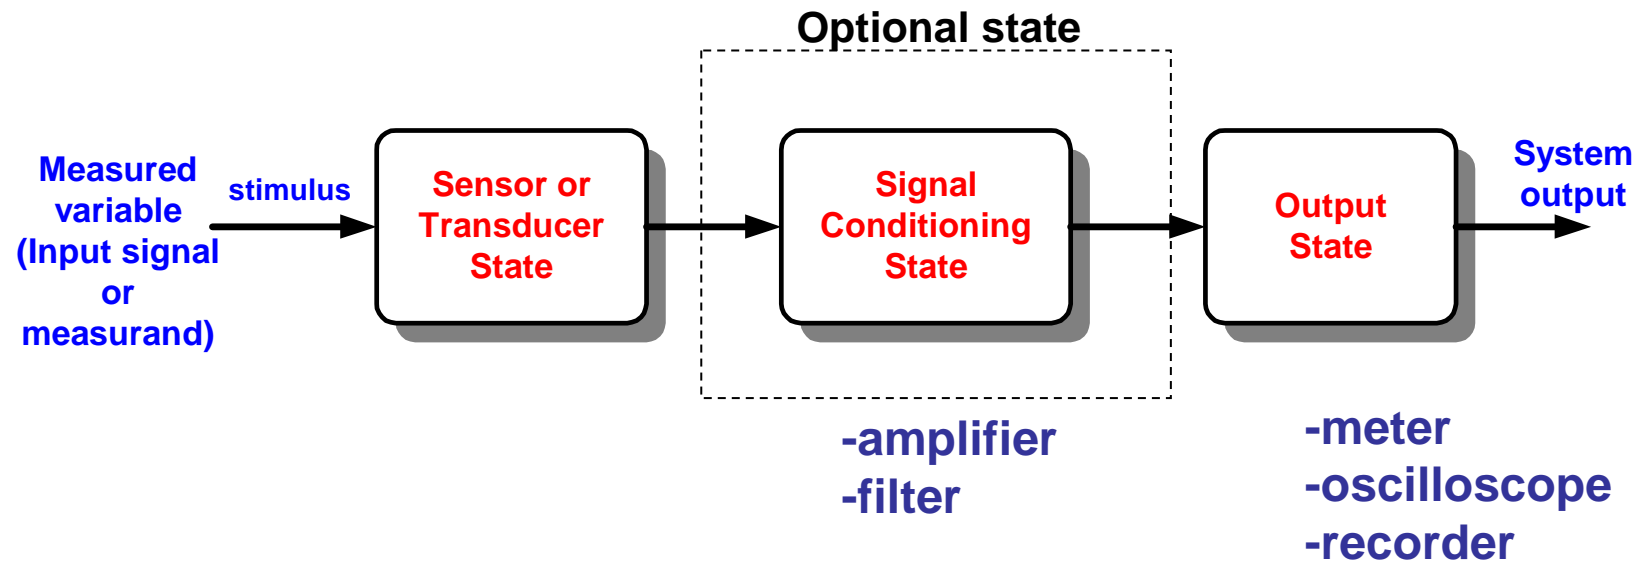 Optional state
Measured
variable
(Input signal
or
measurand)
stimulus
Sensor or
Transducer
State
Signal
Conditioning
State
Output
State
System
output
-amplifier
-filter
-meter
-oscilloscope
-recorder